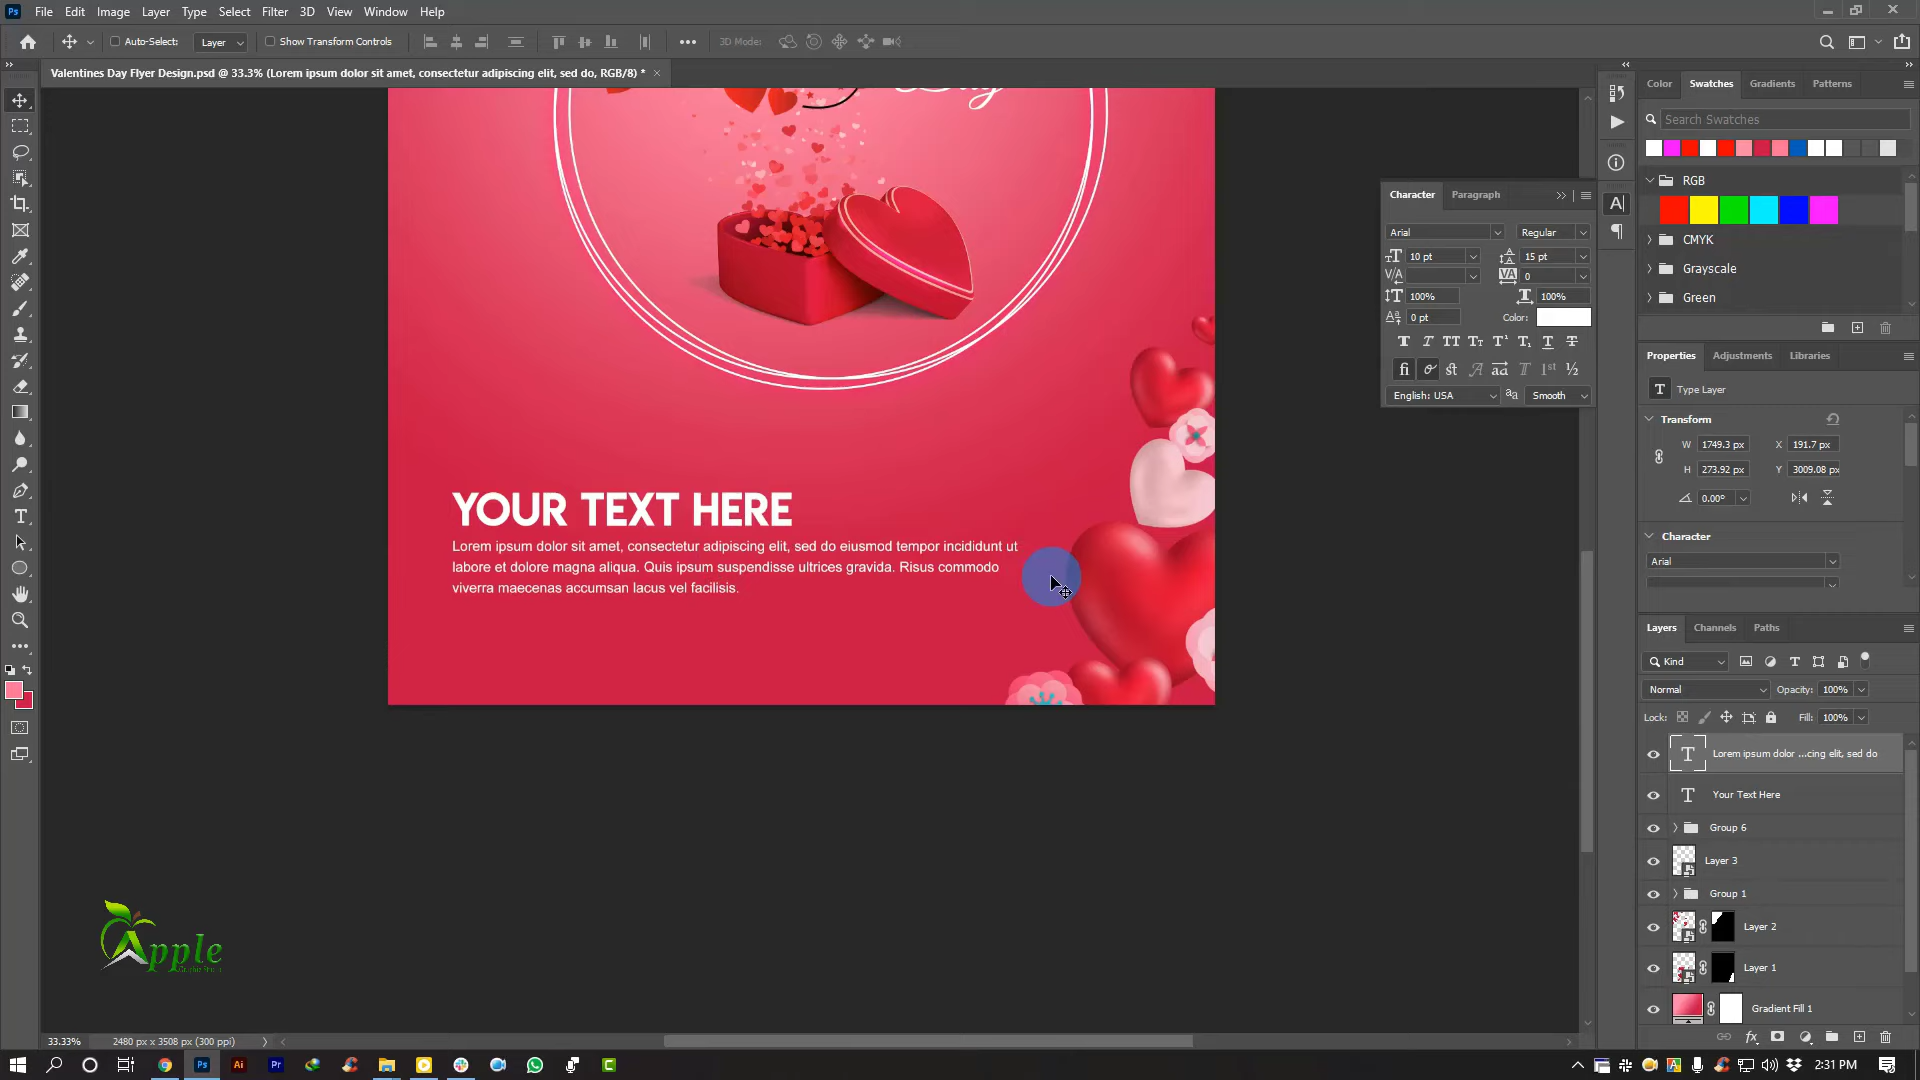 Ps File Edit Image Layer Type Select Filter 3D View Window Help
Auto-Select: Layer Show Transform Controls 3D Mode:
Valentines Day Flyer Design.psd @ 33.3% (Lorem ipsum dolor sit amet, consectetur adipiscing elit, sed do, RGB/8) *
Day
YOUR TEXT HERE
Lorem ipsum dolor sit amet, consectetur adipiscing elit, sed do eiusmod tempor incididunt ut
labore et dolore magna aliqua. Quis ipsum suspendisse ultrices gravida. Risus commodo
viverra maecenas accumsan lacus vel facilisis.
Apple
Character Paragraph
Arial Regular
10 pt 15 pt
0
100% 100%
0 pt Color:
English: USA Smooth
Color Swatches Gradients Patterns
Search Swatches
RGB
CMYK
Grayscale
Green
Properties Adjustments Libraries
Type Layer
Transform
W 1749.3 px X 191.7 px
H 273.92 px Y 3009.08 px
0.00°
Character
Arial
Layers Channels Paths
Kind
Normal Opacity: 100%
Lock: Fill: 100%
Lorem ipsum dolor ...cing elit, sed do
Your Text Here
Group 6
Layer 3
Group 1
Layer 2
Layer 1
Gradient Fill 1
33.33% 2480 px x 3508 px (300 ppi)
Ps Ai Pr 2:31 PM